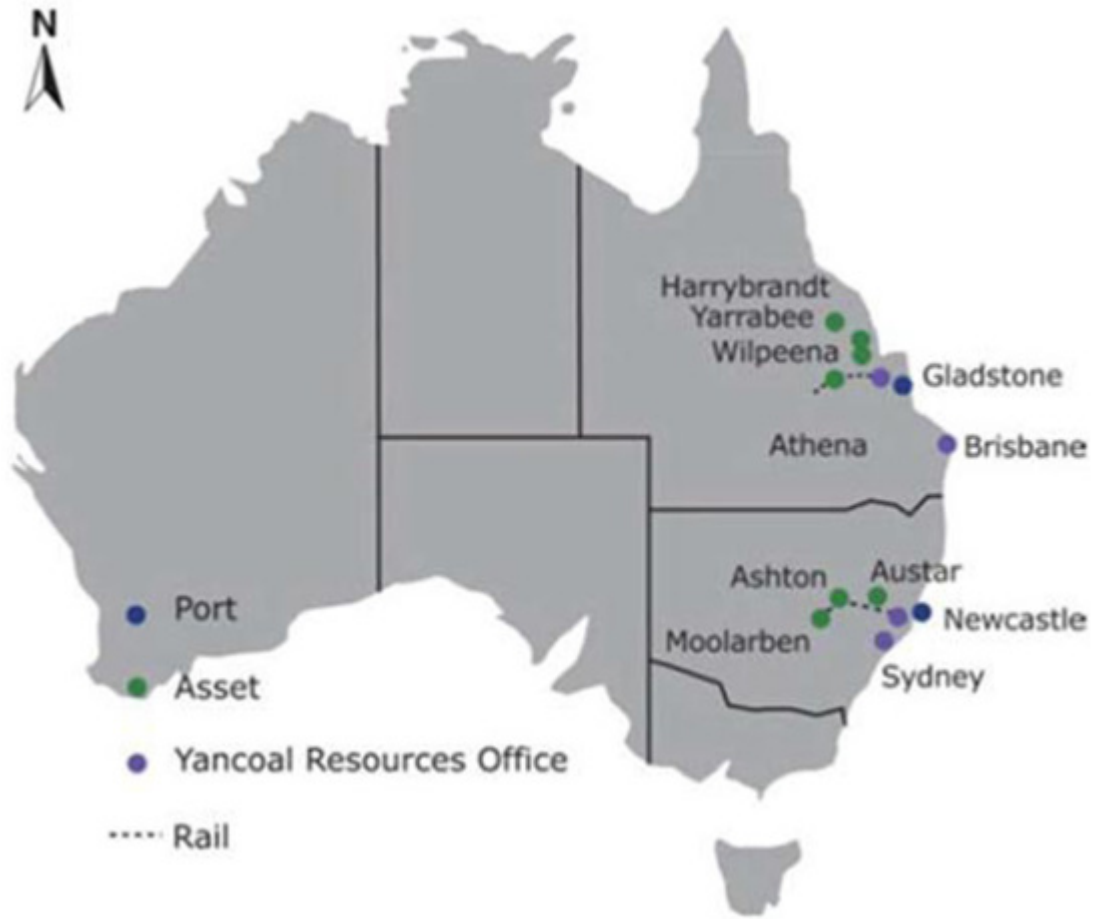 N
Harrybrandt
Yarrabee
Wilpeena
Gladstone
Athena
Brisbane
Ashton
Austar
Newcastle
Moolarben
Sydney
Port
Asset
Yancoal Resources Office
Rail